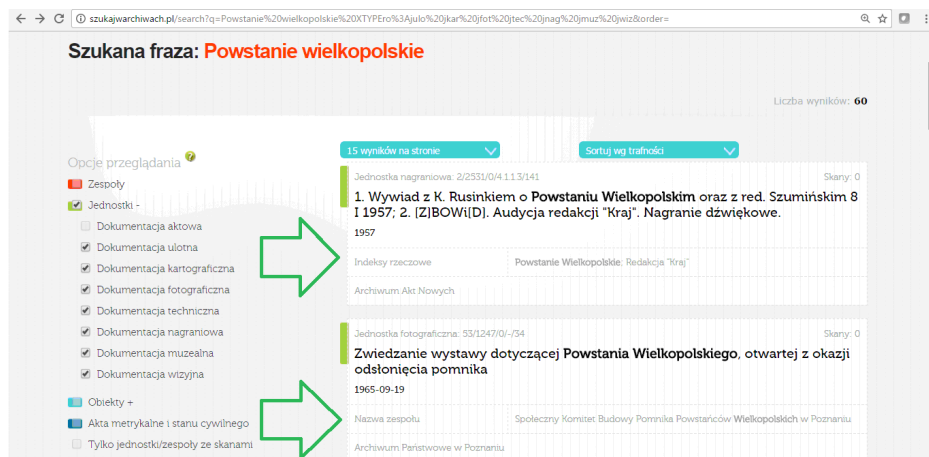 szukajwarchiwach.pl/search?q=Powstanie%20wielkopolskie%20XTYPEro%3Ajulo%20jkar%20jfot%20jtec%20jnag%20jmuz%20jwiz&order=
Szukana fraza: Powstanie wielkopolskie
Liczba wyników: 60
15 wyników na stronie
Sortuj wg trafności
Opcje przeglądania ?
Zespoły
Jednostki -
Dokumentacja aktowa
Dokumentacja ulotna
Dokumentacja kartograficzna
Dokumentacja fotograficzna
Dokumentacja techniczna
Dokumentacja nagraniowa
Dokumentacja muzealna
Dokumentacja wizyjna
Obiekty +
Akta metrykalne i stanu cywilnego
Tylko jednostki/zespoły ze skanami
Jednostka nagraniowa: 2/2531/0/4.1.1.3/141 Skany: 0
1. Wywiad z K. Rusinkiem o Powstaniu Wielkopolskim oraz z red. Szumińskim 8
I 1957; 2. [Z]BOWi{D]. Audycja redakcji "Kraj". Nagranie dźwiękowe.
1957
Indeksy rzeczowe Powstanie Wielkopolskie; Redakcja "Kraj"
Archiwum Akt Nowych
Jednostka fotograficzna: 53/1247/0/-/34 Skany: 0
Zwiedzanie wystawy dotyczącej Powstania Wielkopolskiego, otwartej z okazji
odsłonięcia pomnika
1965-09-19
Nazwa zespołu Społeczny Komitet Budowy Pomnika Powstańców Wielkopolskich w Poznaniu
Archiwum Państwowe w Poznaniu